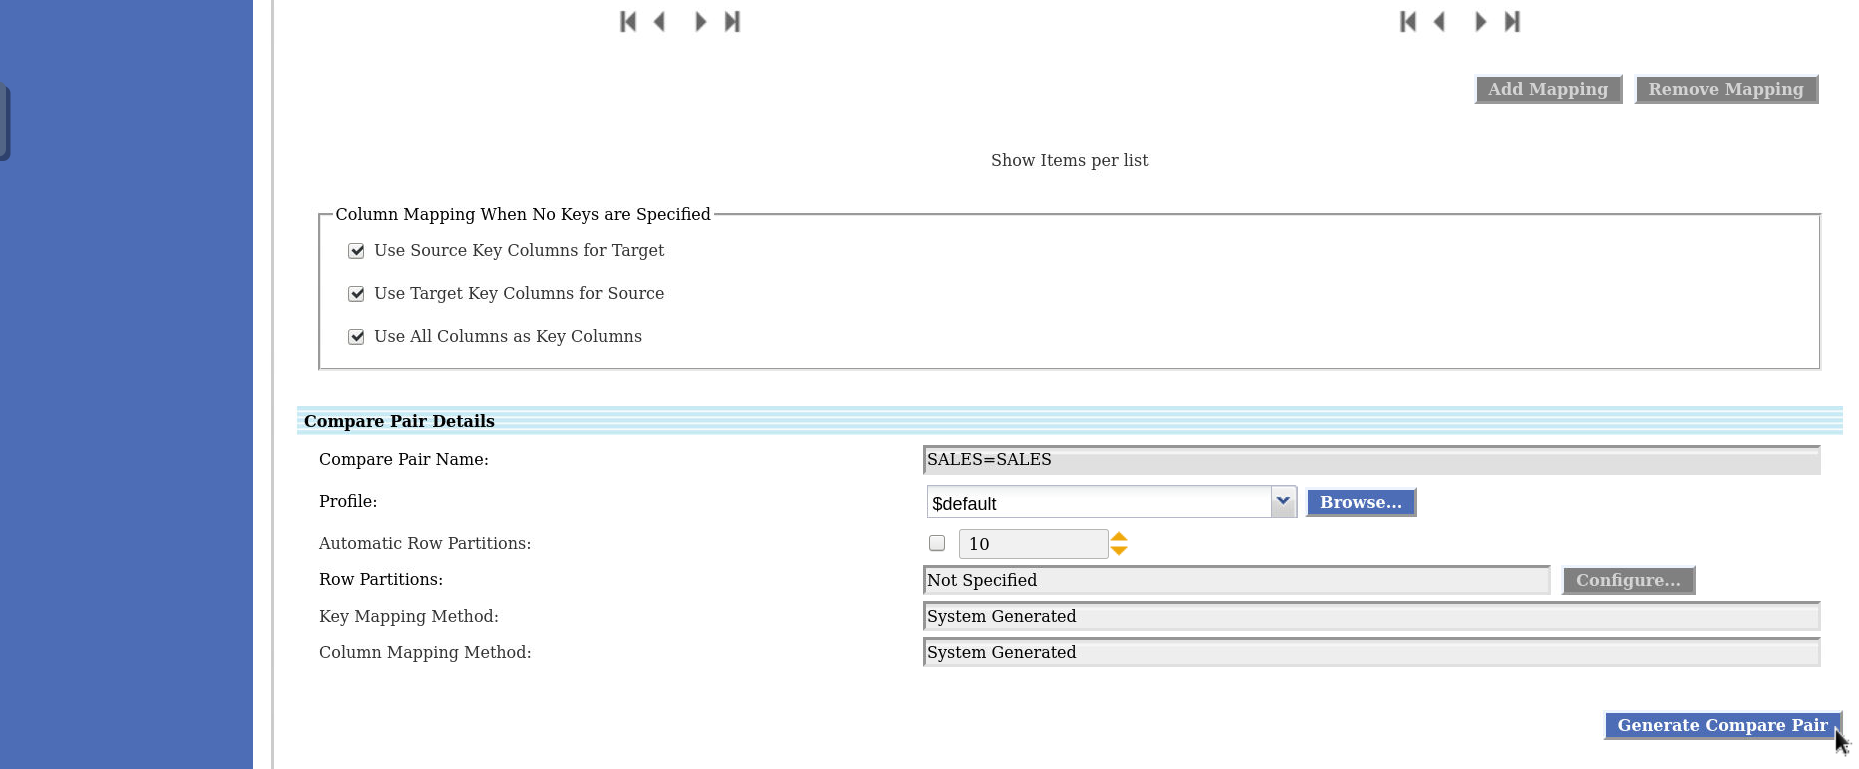 Add Mapping Remove Mapping
Show Items per list
Column Mapping When No Keys are Specified
Use Source Key Columns for Target
Use Target Key Columns for Source
Use All Columns as Key Columns
Compare Pair Details
Compare Pair Name: SALES=SALES
Profile: $default Browse...
Automatic Row Partitions: 10
Row Partitions: Not Specified Configure...
Key Mapping Method: System Generated
Column Mapping Method: System Generated
Generate Compare Pair